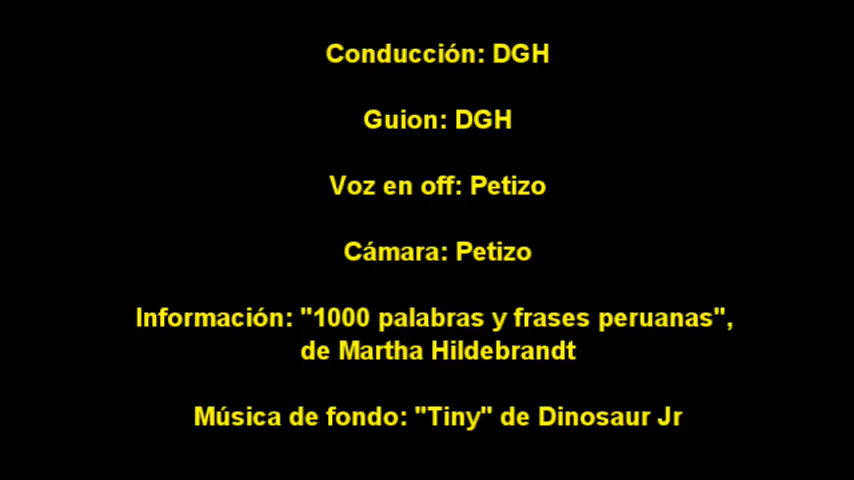 Conducción: DGH
Guion: DGH
Voz en off: Petizo
Cámara: Petizo
Información: "1000 palabras y frases peruanas",
de Martha Hildebrandt
Música de fondo: "Tiny" de Dinosaur Jr